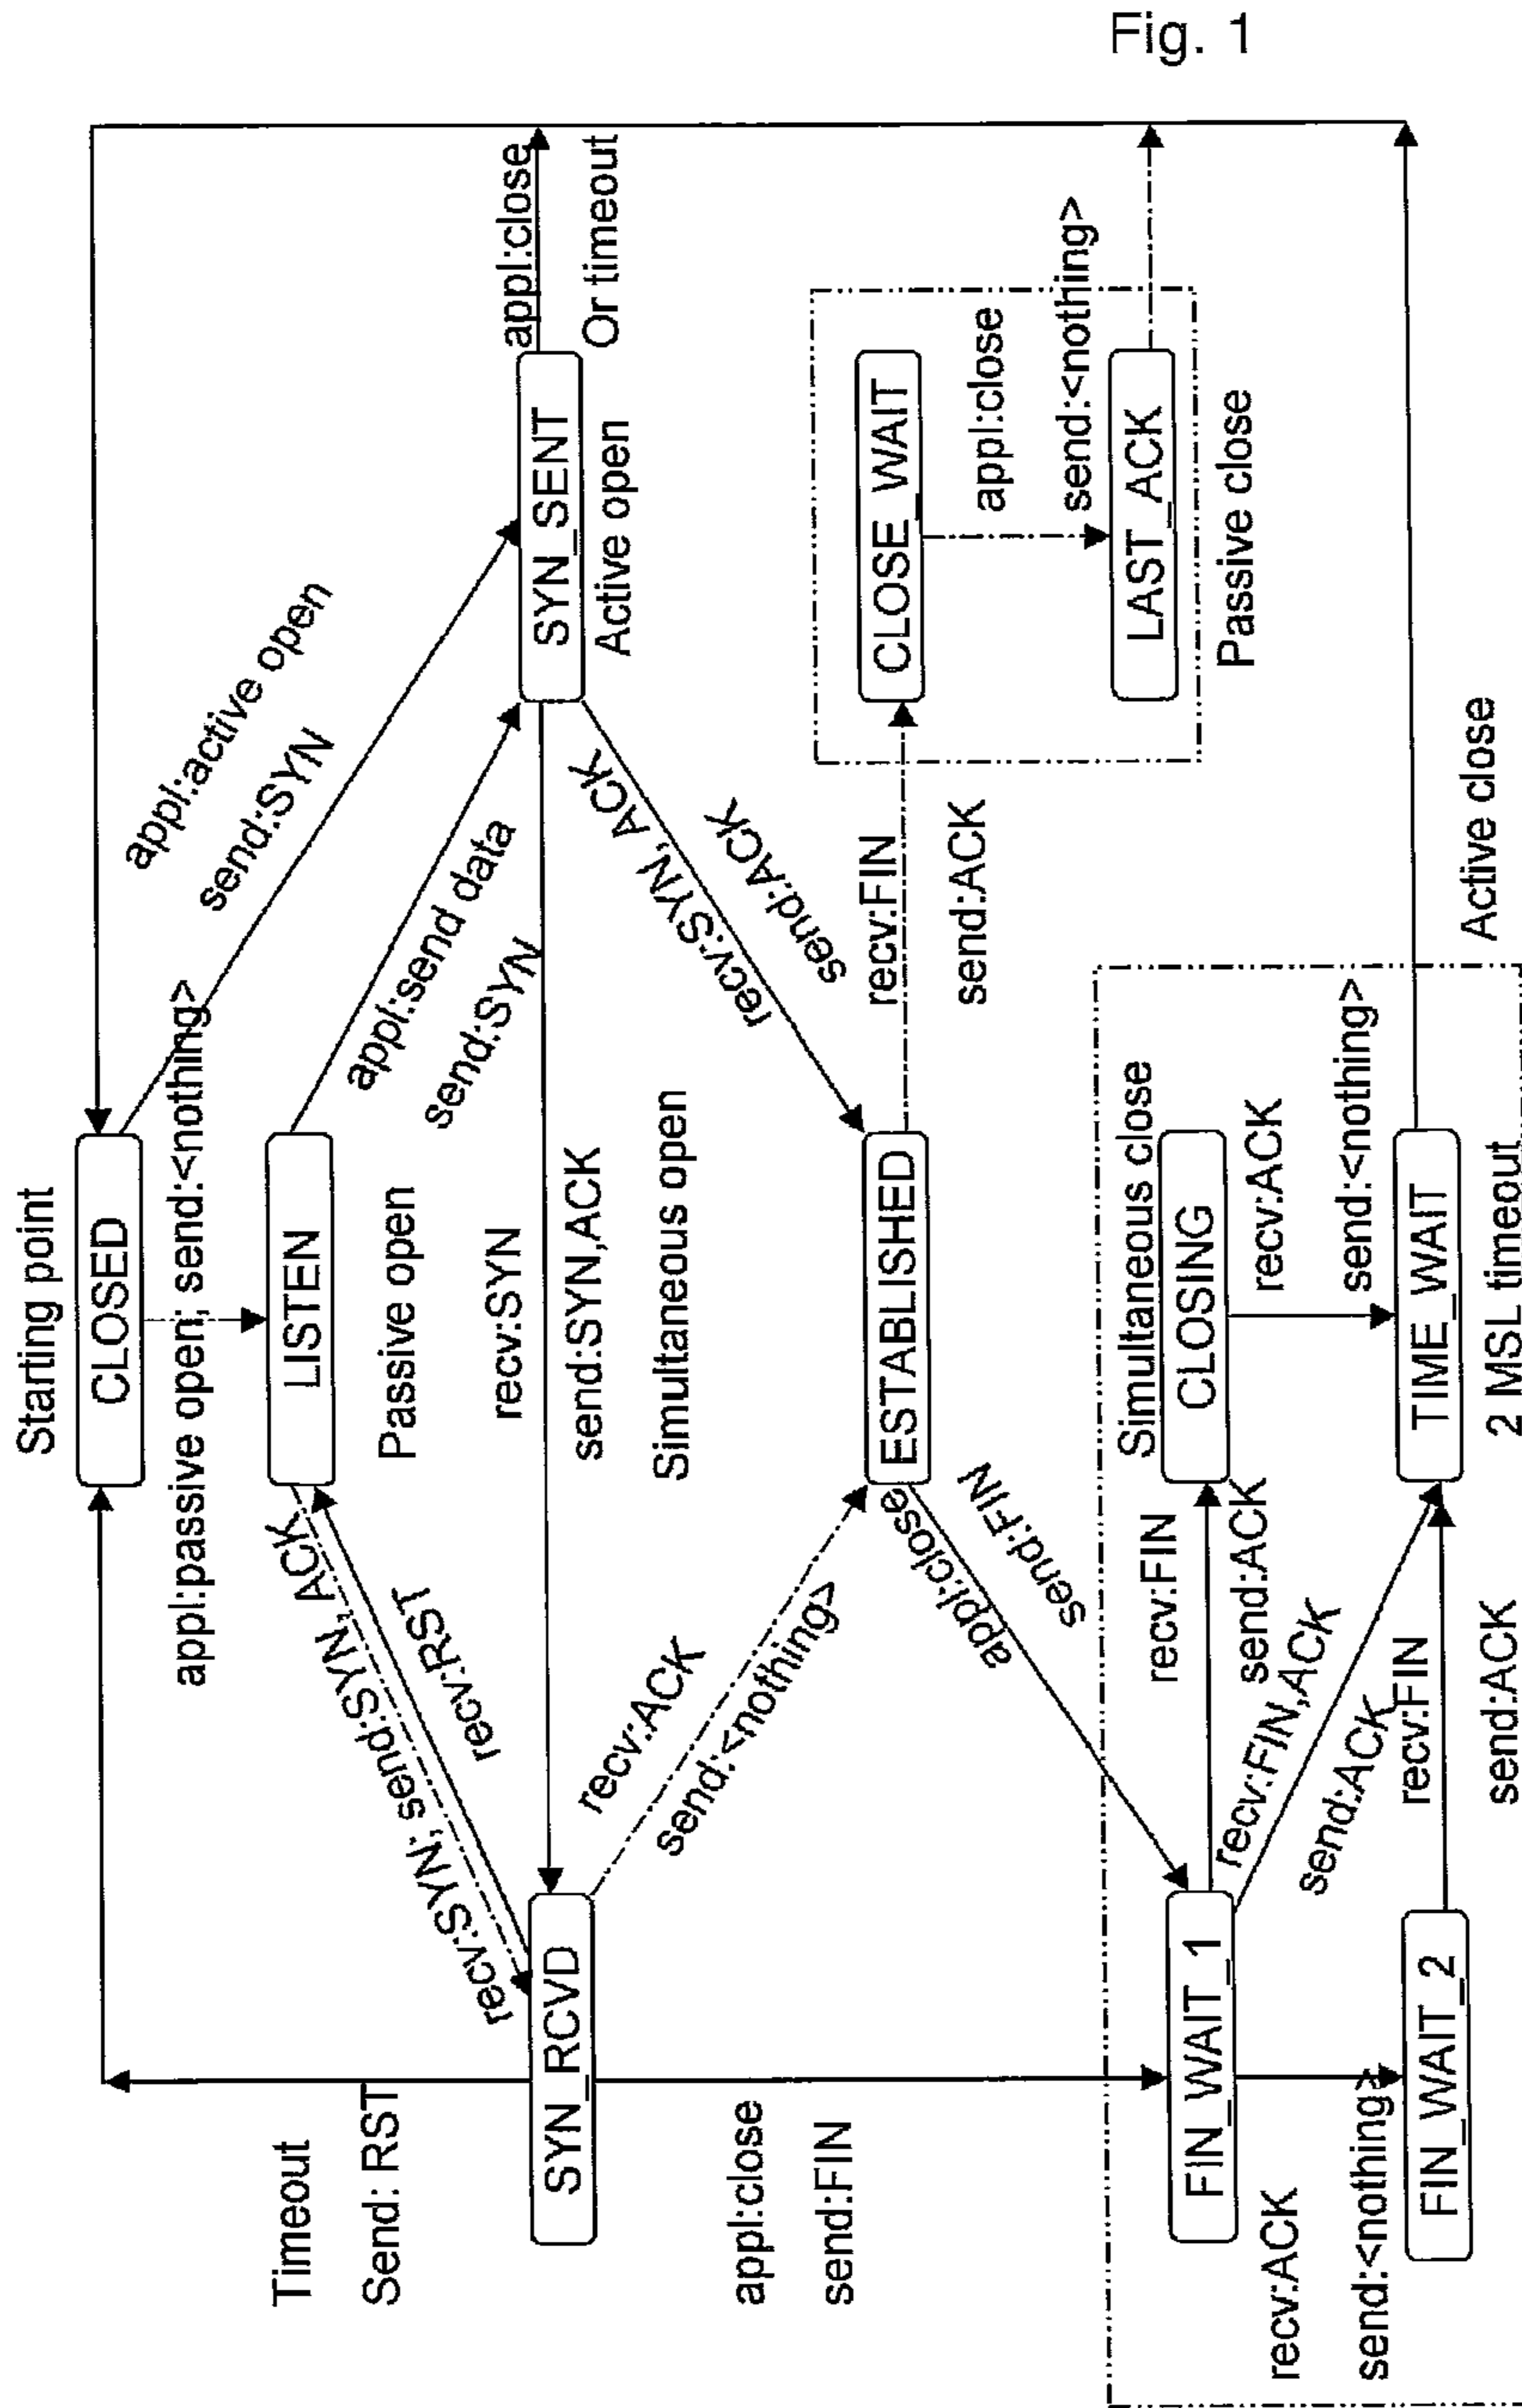 Starting point
CLOSED
appl:passive open; send:<nothing>
appl:active open
send:SYN
Timeout
Send: RST
LISTEN
Passive open
recv:SYN; send:SYN, ACK
recv:RST
appl:send data
send:SYN
SYN_RCVD
recv:SYN
send:SYN,ACK
Simultaneous open
SYN_SENT
Active open
appl:close
Or timeout
recv:ACK
send:<nothing>
recv:SYN, ACK
send:ACK
appl:close
send:FIN
ESTABLISHED
appl:close
send:FIN
recv:FIN
send:ACK
CLOSE_WAIT
appl:close
send:<nothing>
LAST_ACK
Passive close
FIN_WAIT_1
recv:FIN
send:ACK
Simultaneous close
CLOSING
recv:FIN,ACK
send:ACK
recv:ACK
send:<nothing>
recv:ACK
send:<nothing>
FIN_WAIT_2
recv:FIN
send:ACK
TIME_WAIT
2 MSL timeout
Active close
Fig. 1